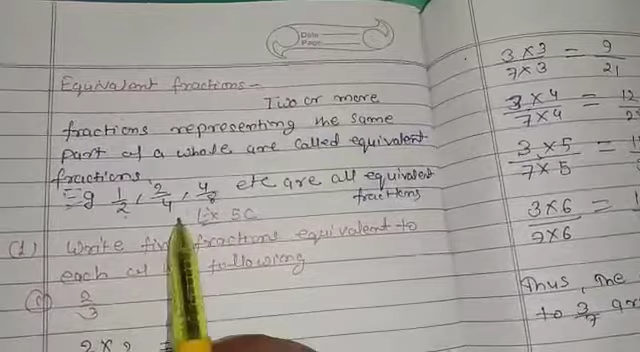 Date
Page
Equivalent fractions -
Two or more
fractions representing the same
part of a whole are called equivalent
fractions.
Eg 1/2, 2/4, 4/8 etc are all equivalent
fractions
Ex 5C
(1) Write five fractions equivalent to
each of following
(i) 2/3
3×3/7×3 = 9/21
3×4/7×4 = 12/
3×5/7×5 =
3×6/7×6 =
Thus, the
to 3/7 are